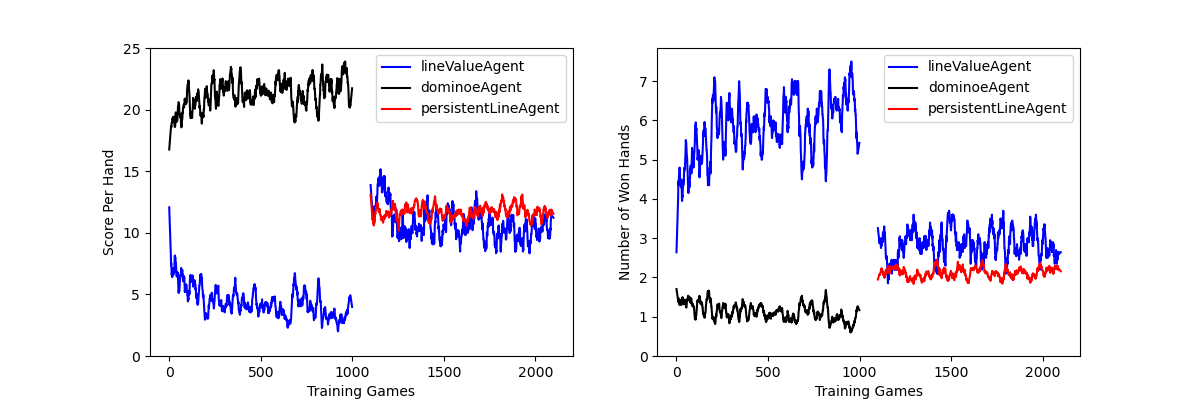 Score Per Hand
25
20
15
10
5
0
0
500
1000
1500
2000
Training Games
lineValueAgent
dominoeAgent
persistentLineAgent
Number of Won Hands
7
6
5
4
3
2
1
0
0
500
1000
1500
2000
Training Games
lineValueAgent
dominoeAgent
persistentLineAgent